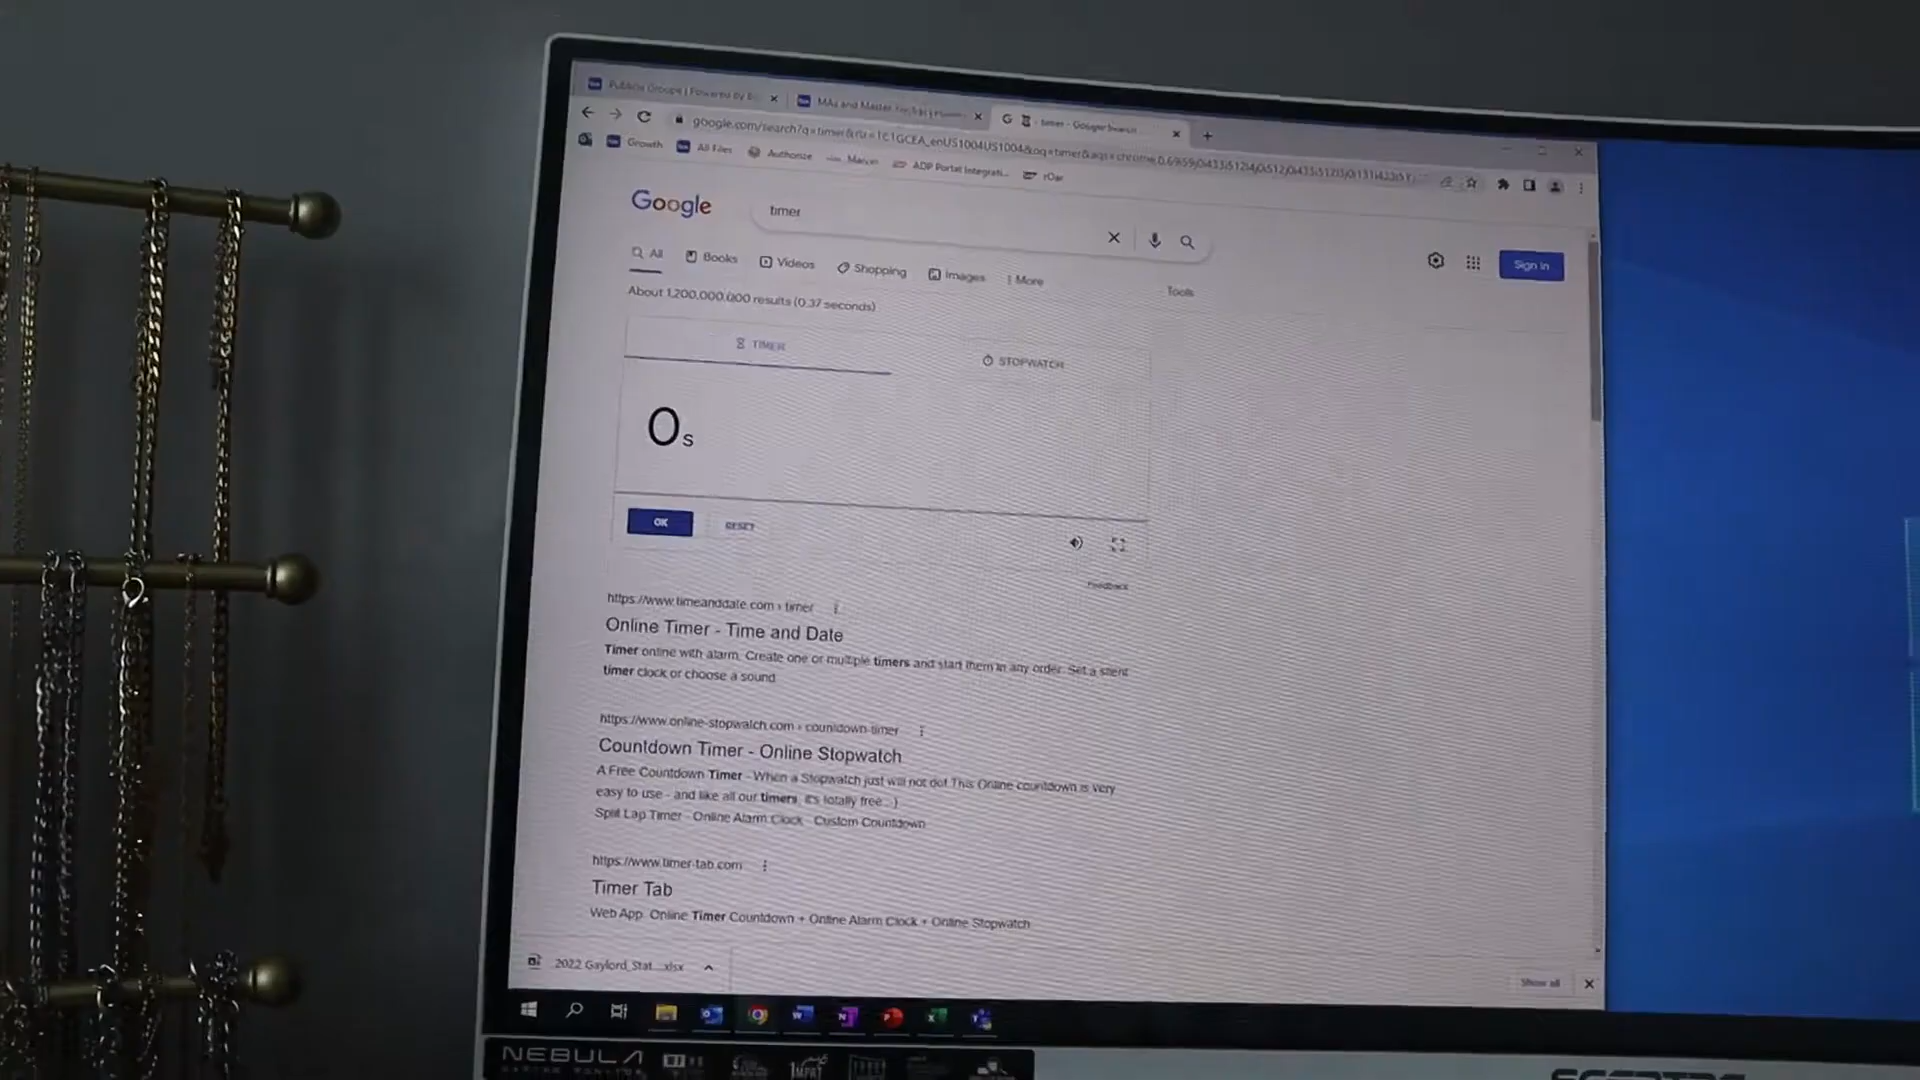 google.com/search?q=timer
Growth
All Files
Authorize
Marcel
ADP Portal Integrati...
rOar
Google
timer
All
Books
Videos
Shopping
Images
More
Tools
Sign in
About 1,200,000,000 results (0.37 seconds)
TIMER
STOPWATCH
0s
OK
RESET
Feedback
https://www.timeanddate.com › timer
Online Timer - Time and Date
Timer online with alarm. Create one or multiple timers and start them in any order. Set a silent
timer clock or choose a sound
https://www.online-stopwatch.com › countdown-timer
Countdown Timer - Online Stopwatch
A Free Countdown Timer - When a Stopwatch just will not do! This Online countdown is very
easy to use - and like all our timers, it's totally free :-)
Split Lap Timer - Online Alarm Clock - Custom Countdown
https://www.timer-tab.com
Timer Tab
Web App. Online Timer Countdown + Online Alarm Clock + Online Stopwatch
2022 Gaylord_Stat....xlsx
Show all
NEBULA